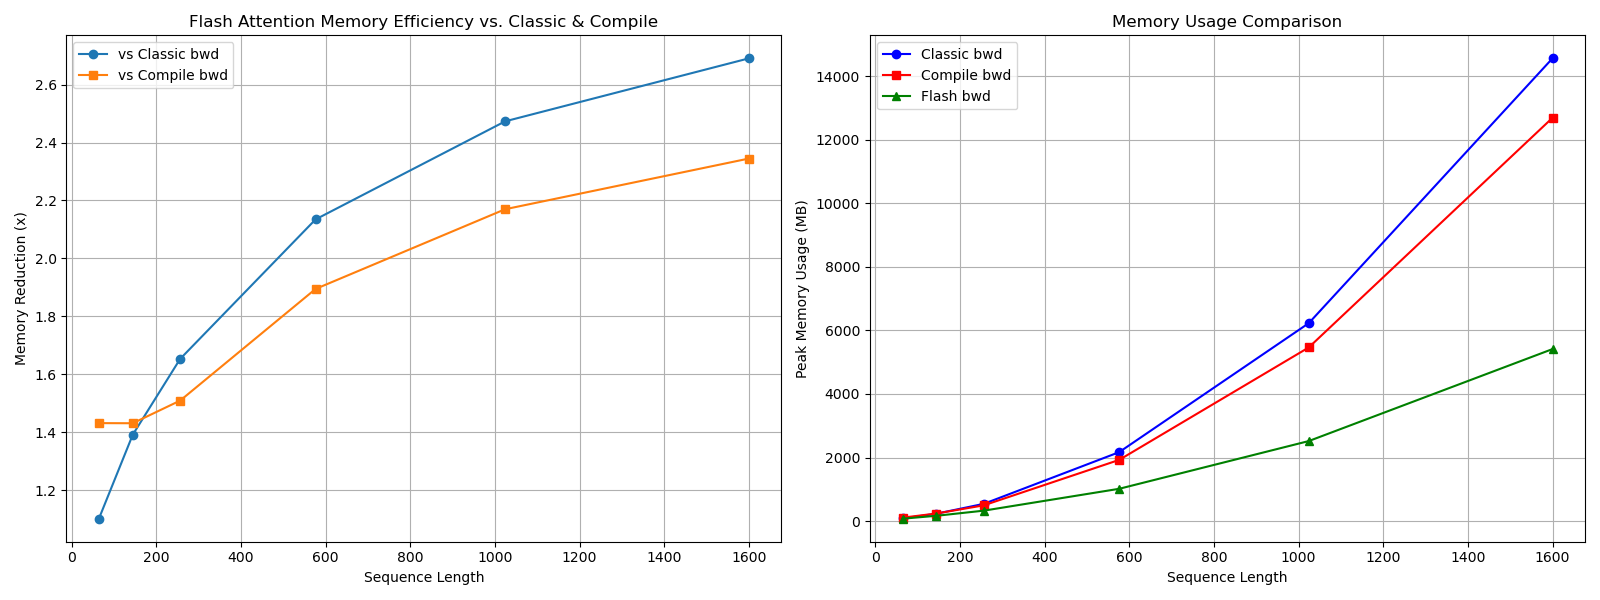 Flash Attention Memory Efficiency vs. Classic & Compile
vs Classic bwd
vs Compile bwd
Memory Reduction (x)
2.6
2.4
2.2
2.0
1.8
1.6
1.4
1.2
0 200 400 600 800 1000 1200 1400 1600
Sequence Length
Memory Usage Comparison
Classic bwd
Compile bwd
Flash bwd
Peak Memory Usage (MB)
14000
12000
10000
8000
6000
4000
2000
0
0 200 400 600 800 1000 1200 1400 1600
Sequence Length